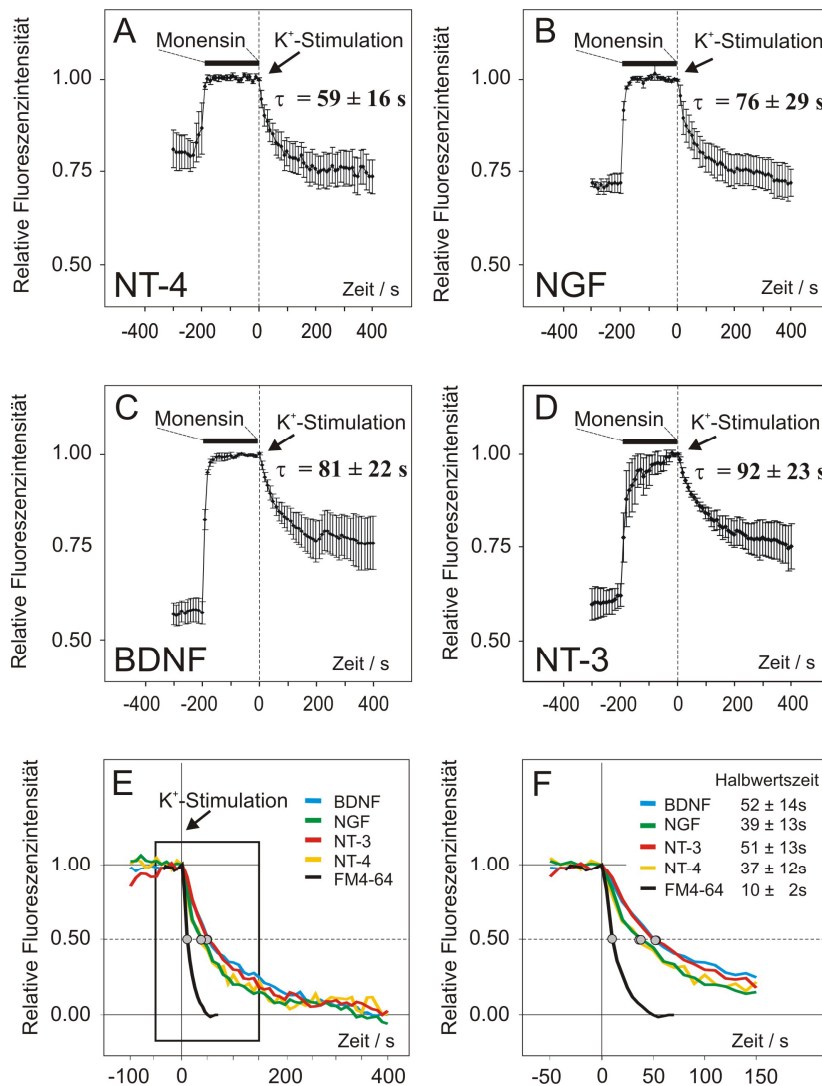 A
Monensin
K⁺-Stimulation
1.00
τ = 59 ± 16 s
0.75
0.50
NT-4
Zeit / s
-400 -200 0 200 400
Relative Fluoreszenzintensität
B
Monensin
K⁺-Stimulation
1.00
τ = 76 ± 29 s
0.75
0.50
NGF
Zeit / s
-400 -200 0 200 400
Relative Fluoreszenzintensität
C
Monensin
K⁺-Stimulation
1.00
τ = 81 ± 22 s
0.75
0.50
BDNF
Zeit / s
-400 -200 0 200 400
Relative Fluoreszenzintensität
D
Monensin
K⁺-Stimulation
1.00
τ = 92 ± 23 s
0.75
0.50
NT-3
Zeit / s
-400 -200 0 200 400
Relative Fluoreszenzintensität
E
K⁺-Stimulation
BDNF
NGF
NT-3
NT-4
FM4-64
1.00
0.50
0.00
Zeit / s
-100 0 100 200 300 400
Relative Fluoreszenzintensität
F
Halbwertszeit
BDNF 52 ± 14s
NGF 39 ± 13s
NT-3 51 ± 13s
NT-4 37 ± 12s
FM4-64 10 ± 2s
1.00
0.50
0.00
Zeit / s
-50 0 50 100 150
Relative Fluoreszenzintensität